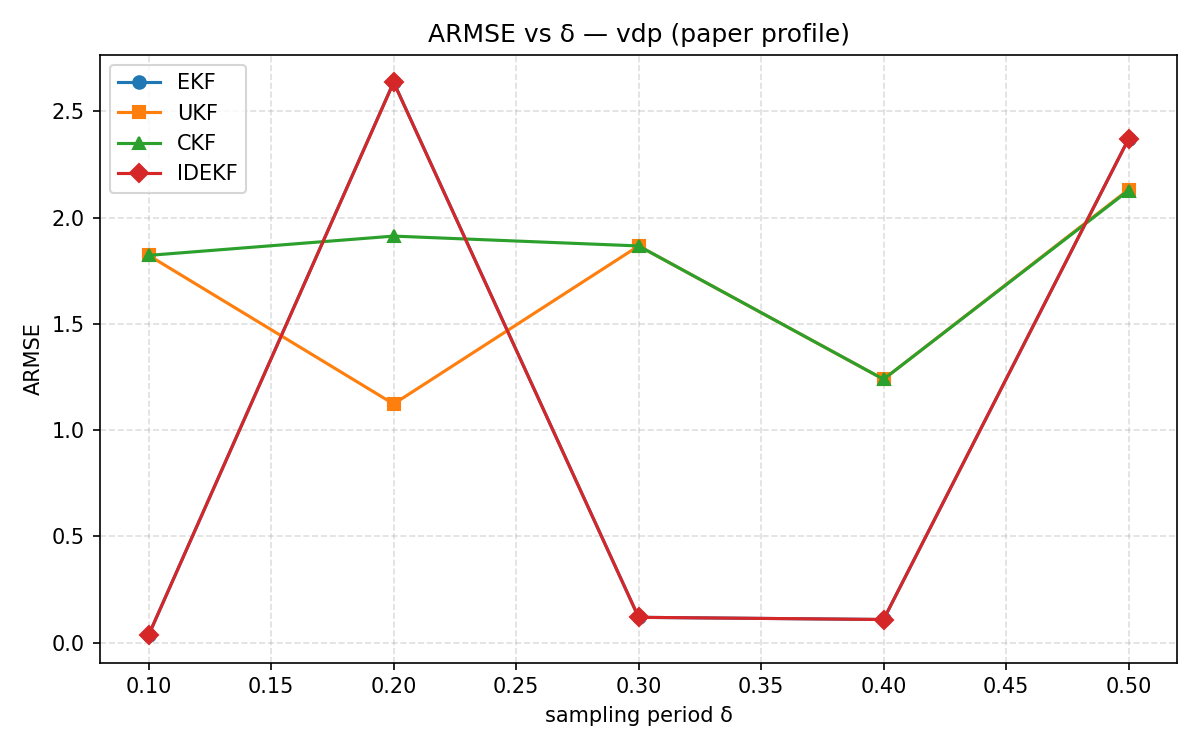 ARMSE vs δ — vdp (paper profile)
EKF
UKF
CKF
IDEKF
ARMSE
2.5
2.0
1.5
1.0
0.5
0.0
0.10 0.15 0.20 0.25 0.30 0.35 0.40 0.45 0.50
sampling period δ